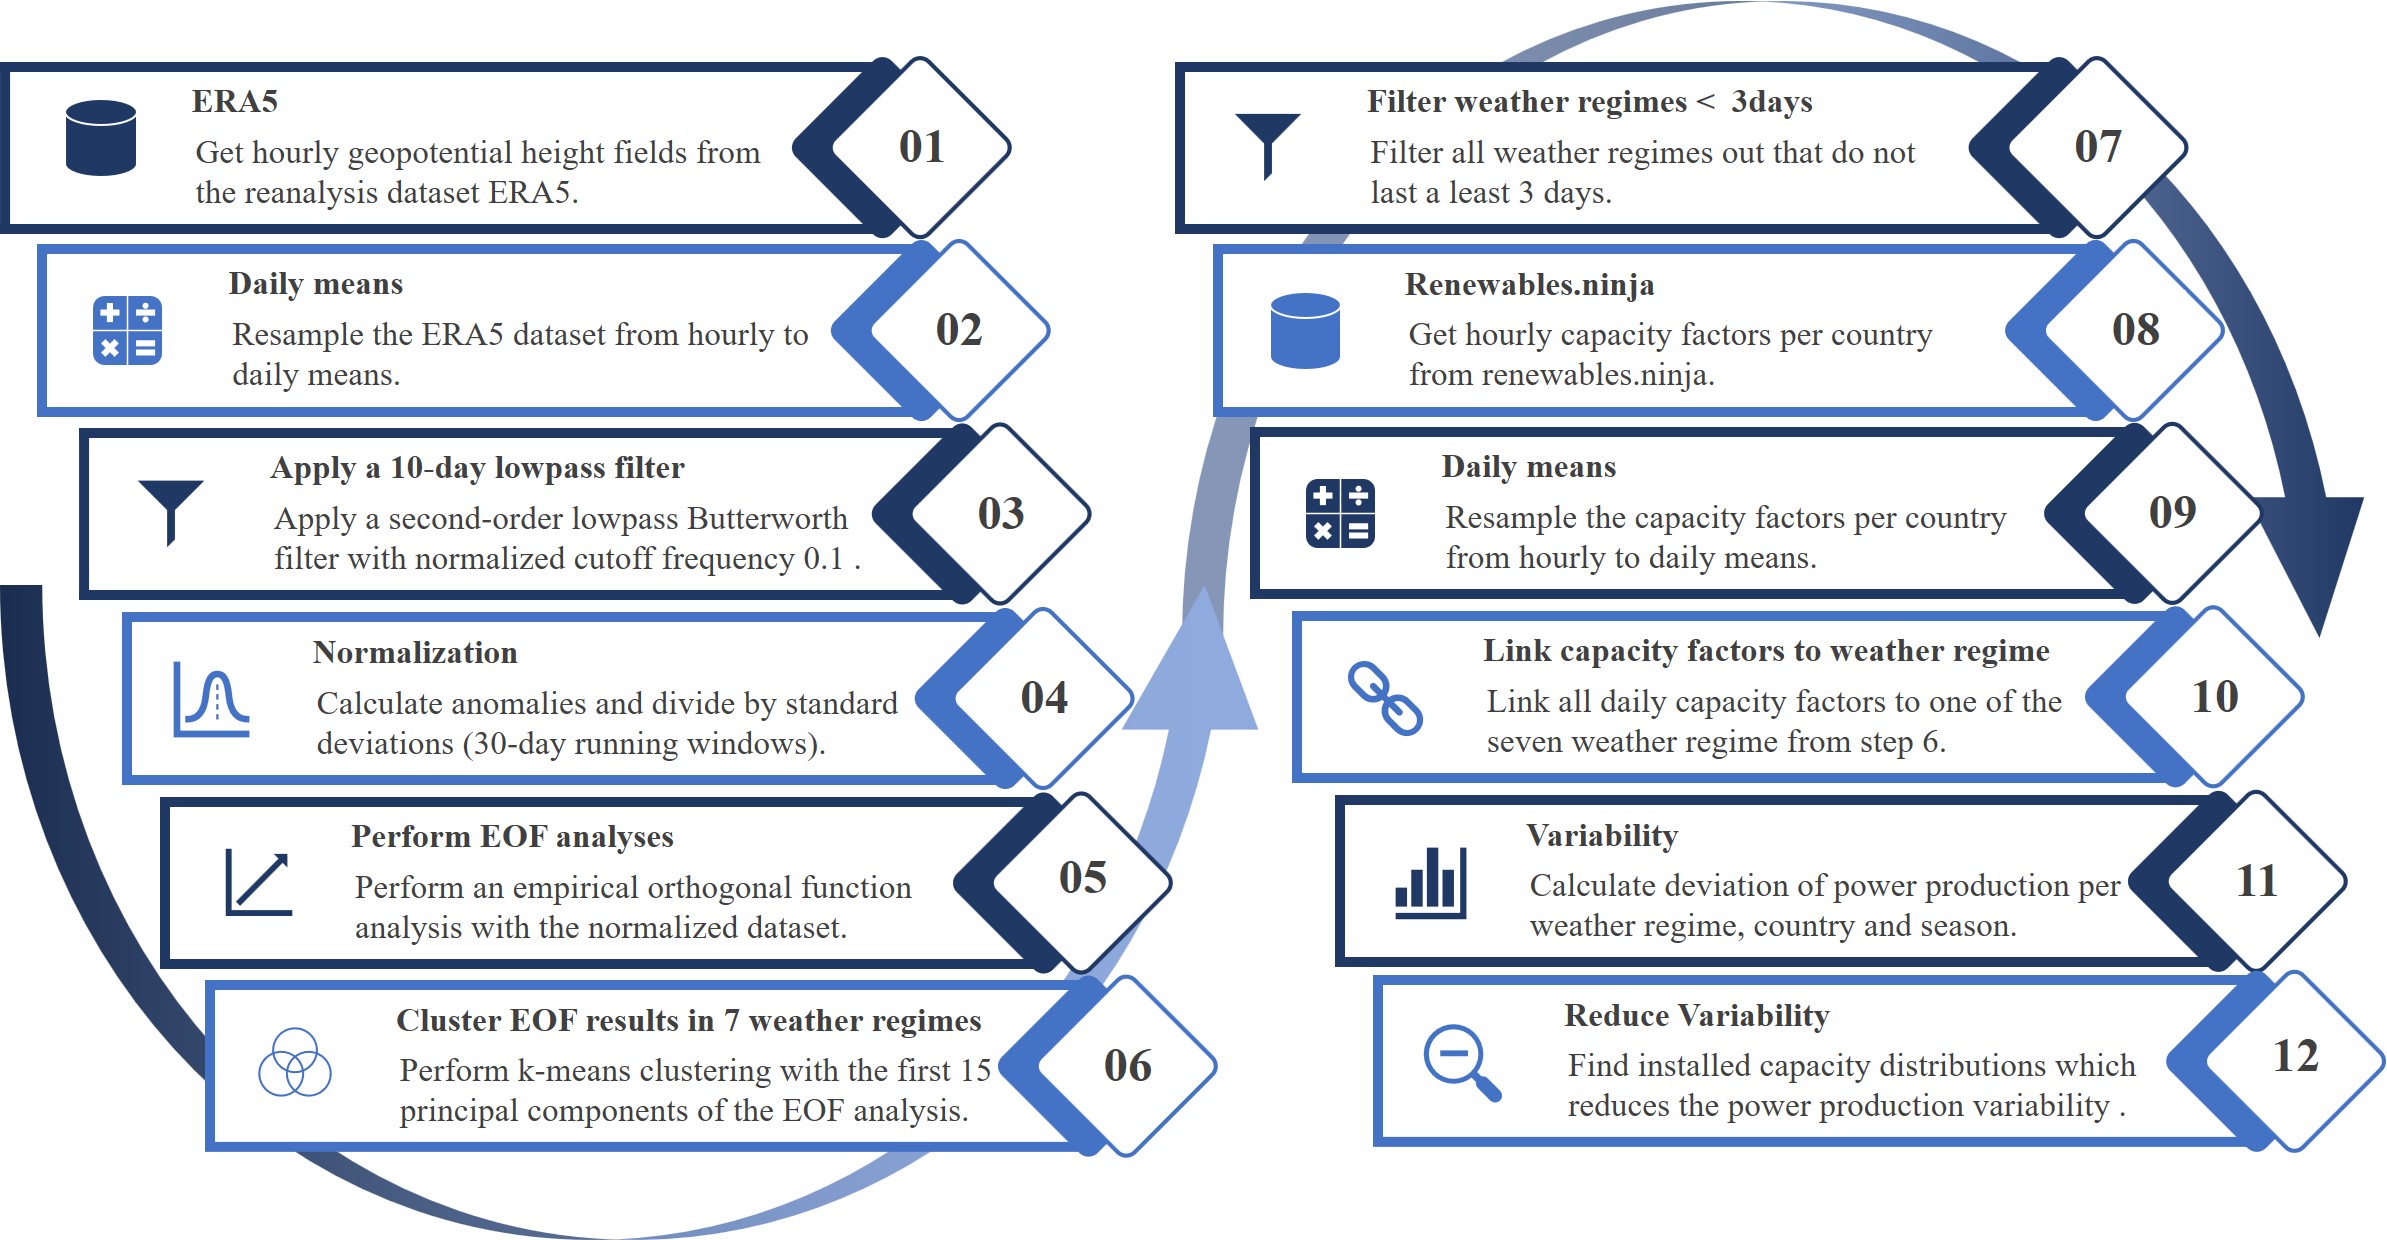 ERA5
Get hourly geopotential height fields from
the reanalysis dataset ERA5.
01
Daily means
Resample the ERA5 dataset from hourly to
daily means.
02
Apply a 10-day lowpass filter
Apply a second-order lowpass Butterworth
filter with normalized cutoff frequency 0.1 .
03
Normalization
Calculate anomalies and divide by standard
deviations (30-day running windows).
04
Perform EOF analyses
Perform an empirical orthogonal function
analysis with the normalized dataset.
05
Cluster EOF results in 7 weather regimes
Perform k-means clustering with the first 15
principal components of the EOF analysis.
06
Filter weather regimes < 3days
Filter all weather regimes out that do not
last a least 3 days.
07
Renewables.ninja
Get hourly capacity factors per country
from renewables.ninja.
08
Daily means
Resample the capacity factors per country
from hourly to daily means.
09
Link capacity factors to weather regime
Link all daily capacity factors to one of the
seven weather regime from step 6.
10
Variability
Calculate deviation of power production per
weather regime, country and season.
11
Reduce Variability
Find installed capacity distributions which
reduces the power production variability .
12